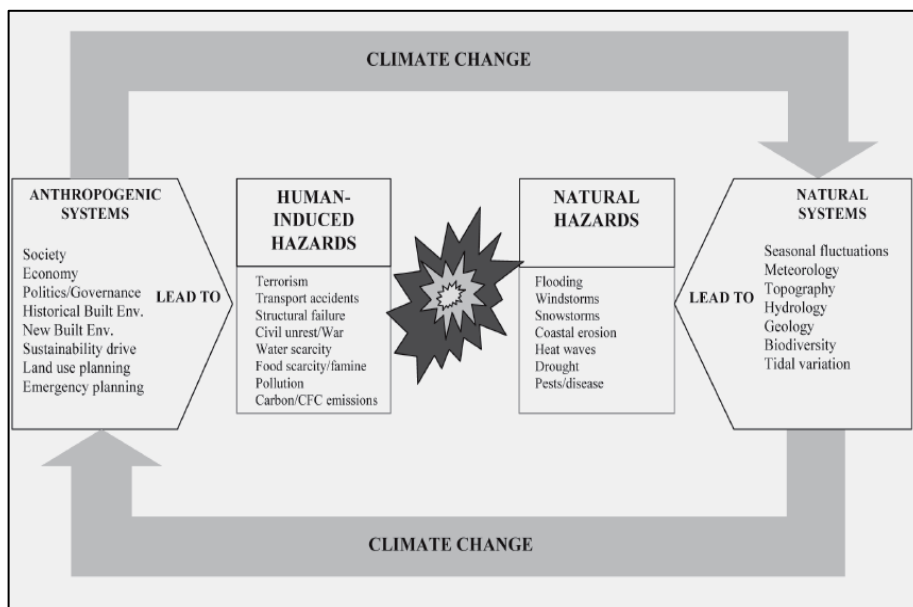 CLIMATE CHANGE
ANTHROPOGENIC
SYSTEMS
Society
Economy
Politics/Governance
Historical Built Env.
New Built Env.
Sustainability drive
Land use planning
Emergency planning
LEAD TO
HUMAN-
INDUCED
HAZARDS
Terrorism
Transport accidents
Structural failure
Civil unrest/War
Water scarcity
Food scarcity/famine
Pollution
Carbon/CFC emissions
NATURAL
HAZARDS
Flooding
Windstorms
Snowstorms
Coastal erosion
Heat waves
Drought
Pests/disease
LEAD TO
NATURAL
SYSTEMS
Seasonal fluctuations
Meteorology
Topography
Hydrology
Geology
Biodiversity
Tidal variation
CLIMATE CHANGE